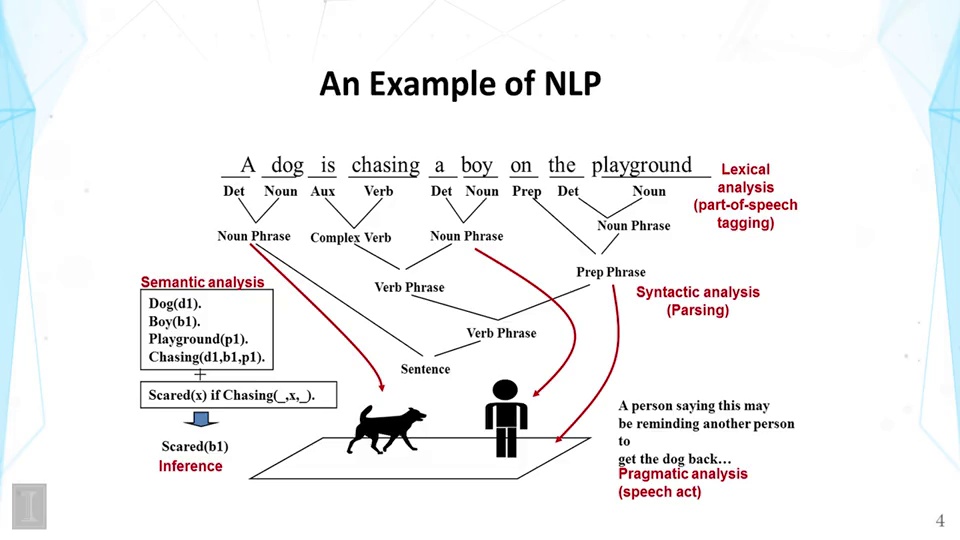 An Example of NLP
A dog is chasing a boy on the playground
Det Noun Aux Verb Det Noun Prep Det Noun
Lexical
analysis
(part-of-speech
tagging)
Noun Phrase
Noun Phrase Complex Verb Noun Phrase
Prep Phrase
Verb Phrase
Syntactic analysis
(Parsing)
Verb Phrase
Sentence
Semantic analysis
Dog(d1).
Boy(b1).
Playground(p1).
Chasing(d1,b1,p1).
+
Scared(x) if Chasing(_,x,_).
Scared(b1)
Inference
A person saying this may
be reminding another person
to
get the dog back…
Pragmatic analysis
(speech act)
I
4